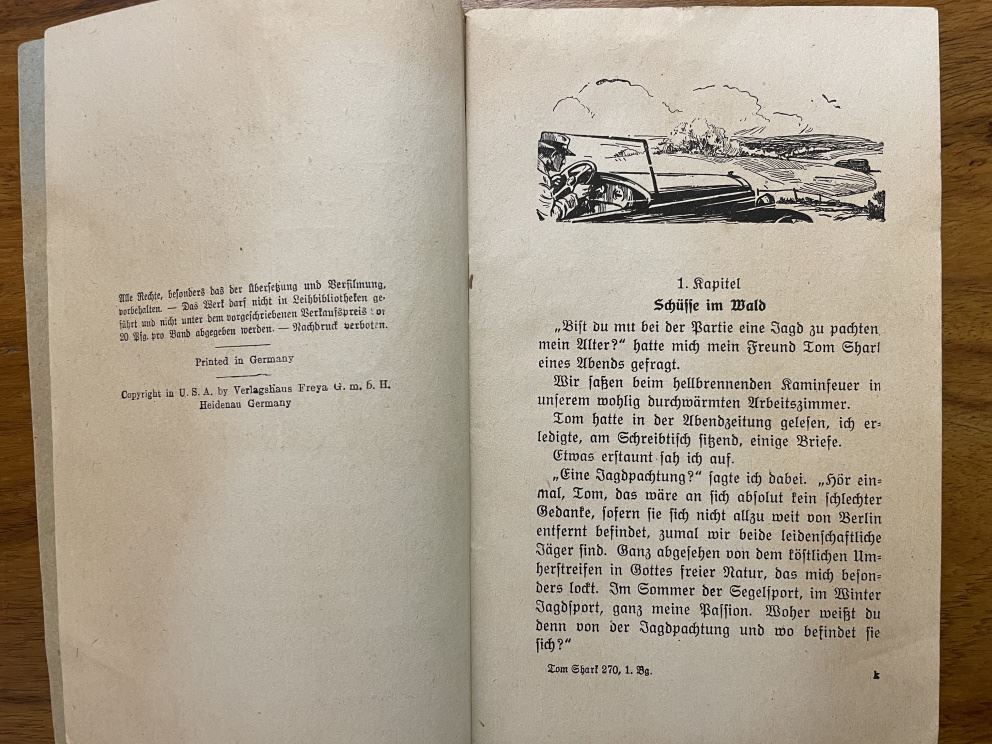 Alle Rechte, besonders das der Übersetzung und Verfilmung,
vorbehalten. — Das Werk darf nicht in Leihbibliotheken ge-
führt und nicht unter dem vorgeschriebenen Verkaufspreis
20 Pfg. pro Band abgegeben werden. — Nachdruck verboten.
Printed in Germany
Copyright in U. S. A. by Verlagshaus Freya G. m. b. H.
Heidenau Germany
1. Kapitel
Schüsse im Wald
„Bist du mit bei der Partie eine Jagd zu pachten
mein Alter?“ hatte mich mein Freund Tom Shark
eines Abends gefragt.
Wir saßen beim hellbrennenden Kaminfeuer in
unserem wohlig durchwärmten Arbeitszimmer.
Tom hatte in der Abendzeitung gelesen, ich er-
ledigte, am Schreibtisch sitzend, einige Briefe.
Etwas erstaunt sah ich auf.
„Eine Jagdpachtung?“ sagte ich dabei. „Hör ein-
mal, Tom, das wäre an sich absolut kein schlechter
Gedanke, sofern sie sich nicht allzu weit von Berlin
entfernt befindet, zumal wir beide leidenschaftliche
Jäger sind. Ganz abgesehen von dem köstlichen Um-
herstreifen in Gottes freier Natur, das mich beson-
ders lockt. Im Sommer der Segelsport, im Winter
Jagdsport, ganz meine Passion. Woher weißt du
denn von der Jagdpachtung und wo befindet sie
sich?“
Tom Shark 270, 1. Bg.
k